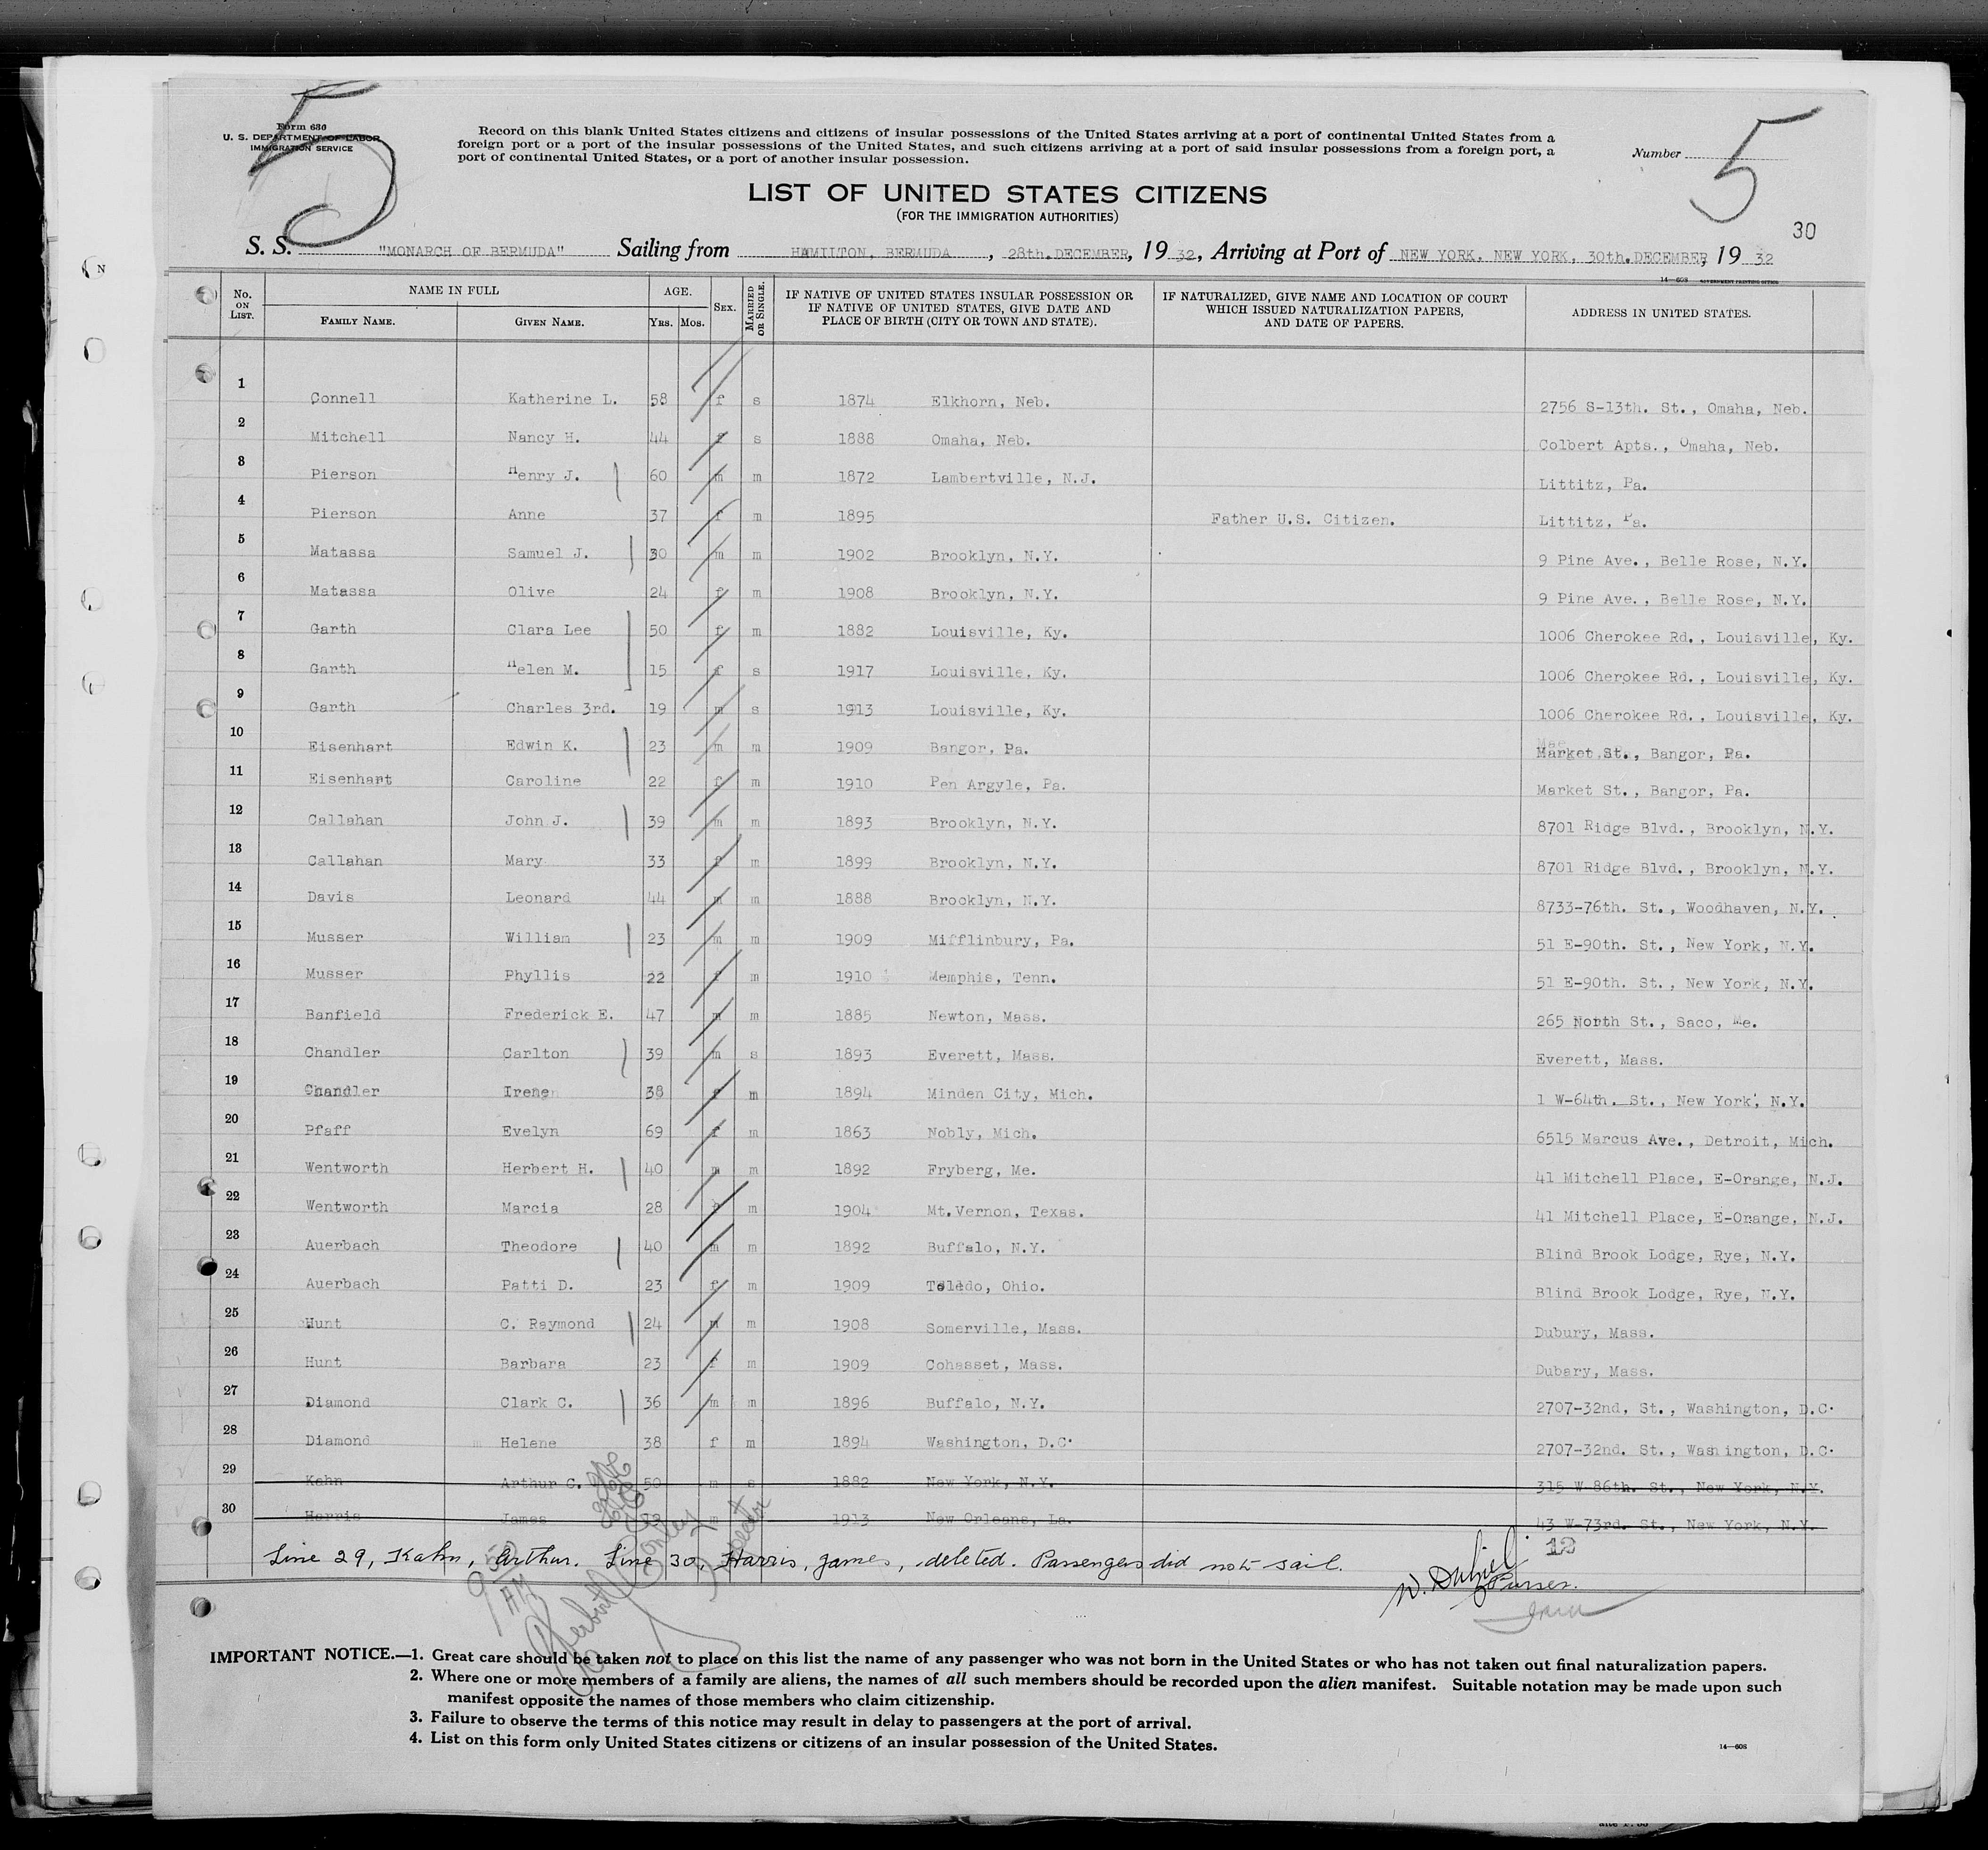 5
Form 630
U. S. DEPARTMENT OF LABOR
IMMIGRATION SERVICE
Record on this blank United States citizens and citizens of insular possessions of the United States arriving at a port of continental United States from a
foreign port or a port of the insular possessions of the United States, and such citizens arriving at a port of said insular possessions from a foreign port, a
port of continental United States, or a port of another insular possession.
Number 5
LIST OF UNITED STATES CITIZENS
(FOR THE IMMIGRATION AUTHORITIES)
30
S. S. "MONARCH OF BERMUDA" Sailing from HAMILTON, BERMUDA, 28th. DECEMBER, 1932, Arriving at Port of NEW YORK, NEW YORK, 30th. DECEMBER, 1932
14—608 GOVERNMENT PRINTING OFFICE
No. ON LIST. NAME IN FULL FAMILY NAME. GIVEN NAME. AGE. YRS. MOS. SEX. MARRIED OR SINGLE. IF NATIVE OF UNITED STATES INSULAR POSSESSION OR IF NATIVE OF UNITED STATES, GIVE DATE AND PLACE OF BIRTH (CITY OR TOWN AND STATE). IF NATURALIZED, GIVE NAME AND LOCATION OF COURT WHICH ISSUED NATURALIZATION PAPERS, AND DATE OF PAPERS. ADDRESS IN UNITED STATES.
1 Connell Katherine L. 58 f s 1874 Elkhorn, Neb. 2756 S-13th. St., Omaha, Neb.
2 Mitchell Nancy H. 44 f s 1888 Omaha, Neb. Colbert Apts., Omaha, Neb.
3 Pierson Henry J. 60 m m 1872 Lambertville, N.J. Littitz, Pa.
4 Pierson Anne 37 f m 1895 Father U.S. Citizen. Littitz, Pa.
5 Matassa Samuel J. 30 m m 1902 Brooklyn, N.Y. 9 Pine Ave., Belle Rose, N.Y.
6 Matassa Olive 24 f m 1908 Brooklyn, N.Y. 9 Pine Ave., Belle Rose, N.Y.
7 Garth Clara Lee 50 f m 1882 Louisville, Ky. 1006 Cherokee Rd., Louisville, Ky.
8 Garth Helen M. 15 f s 1917 Louisville, Ky. 1006 Cherokee Rd., Louisville, Ky.
9 Garth Charles 3rd. 19 m s 1913 Louisville, Ky. 1006 Cherokee Rd., Louisville, Ky.
10 Eisenhart Edwin K. 23 m m 1909 Bangor, Pa. Market St., Bangor, Pa.
11 Eisenhart Caroline 22 f m 1910 Pen Argyle, Pa. Market St., Bangor, Pa.
12 Callahan John J. 39 m m 1893 Brooklyn, N.Y. 8701 Ridge Blvd., Brooklyn, N.Y.
13 Callahan Mary 33 f m 1899 Brooklyn, N.Y. 8701 Ridge Blvd., Brooklyn, N.Y.
14 Davis Leonard 44 m m 1888 Brooklyn, N.Y. 8733-76th. St., Woodhaven, N.Y.
15 Musser William 23 m m 1909 Mifflinbury, Pa. 51 E-90th. St., New York, N.Y.
16 Musser Phyllis 22 f m 1910 Memphis, Tenn. 51 E-90th. St., New York, N.Y.
17 Banfield Frederick E. 47 m m 1885 Newton, Mass. 265 North St., Saco, Me.
18 Chandler Carlton 39 m s 1893 Everett, Mass. Everett, Mass.
19 Chandler Irene 38 f m 1894 Minden City, Mich. 1 W-64th. St., New York, N.Y.
20 Pfaff Evelyn 69 f m 1863 Nobly, Mich. 6515 Marcus Ave., Detroit, Mich.
21 Wentworth Herbert H. 40 m m 1892 Fryberg, Me. 41 Mitchell Place, E-Orange, N.J.
22 Wentworth Marcia 28 f m 1904 Mt.Vernon, Texas. 41 Mitchell Place, E-Orange, N.J.
23 Auerbach Theodore 40 m m 1892 Buffalo, N.Y. Blind Brook Lodge, Rye, N.Y.
24 Auerbach Patti D. 23 f m 1909 Toledo, Ohio. Blind Brook Lodge, Rye, N.Y.
25 Hunt C. Raymond 24 m m 1908 Somerville, Mass. Dubury, Mass.
26 Hunt Barbara 23 f m 1909 Cohasset, Mass. Dubary, Mass.
27 Diamond Clark C. 36 m m 1896 Buffalo, N.Y. 2707-32nd, St., Washington, D.C.
28 Diamond Helene 38 f m 1894 Washington, D.C. 2707-32nd. St., Washington, D.C.
29 Kahn Arthur C. 50 m s 1882 New York, N.Y. 315 W-86th. St., New York, N.Y.
30 Harris James m 1913 New Orleans, La. 43 W-73rd. St., New York, N.Y.
Line 29, Kahn, Arthur. Line 30, Harris, James, deleted. Passengers did not sail.
12
Purser.
950 AM
Inspector
IMPORTANT NOTICE.—1. Great care should be taken not to place on this list the name of any passenger who was not born in the United States or who has not taken out final naturalization papers.
2. Where one or more members of a family are aliens, the names of all such members should be recorded upon the alien manifest. Suitable notation may be made upon such
manifest opposite the names of those members who claim citizenship.
3. Failure to observe the terms of this notice may result in delay to passengers at the port of arrival.
4. List on this form only United States citizens or citizens of an insular possession of the United States.
14—608